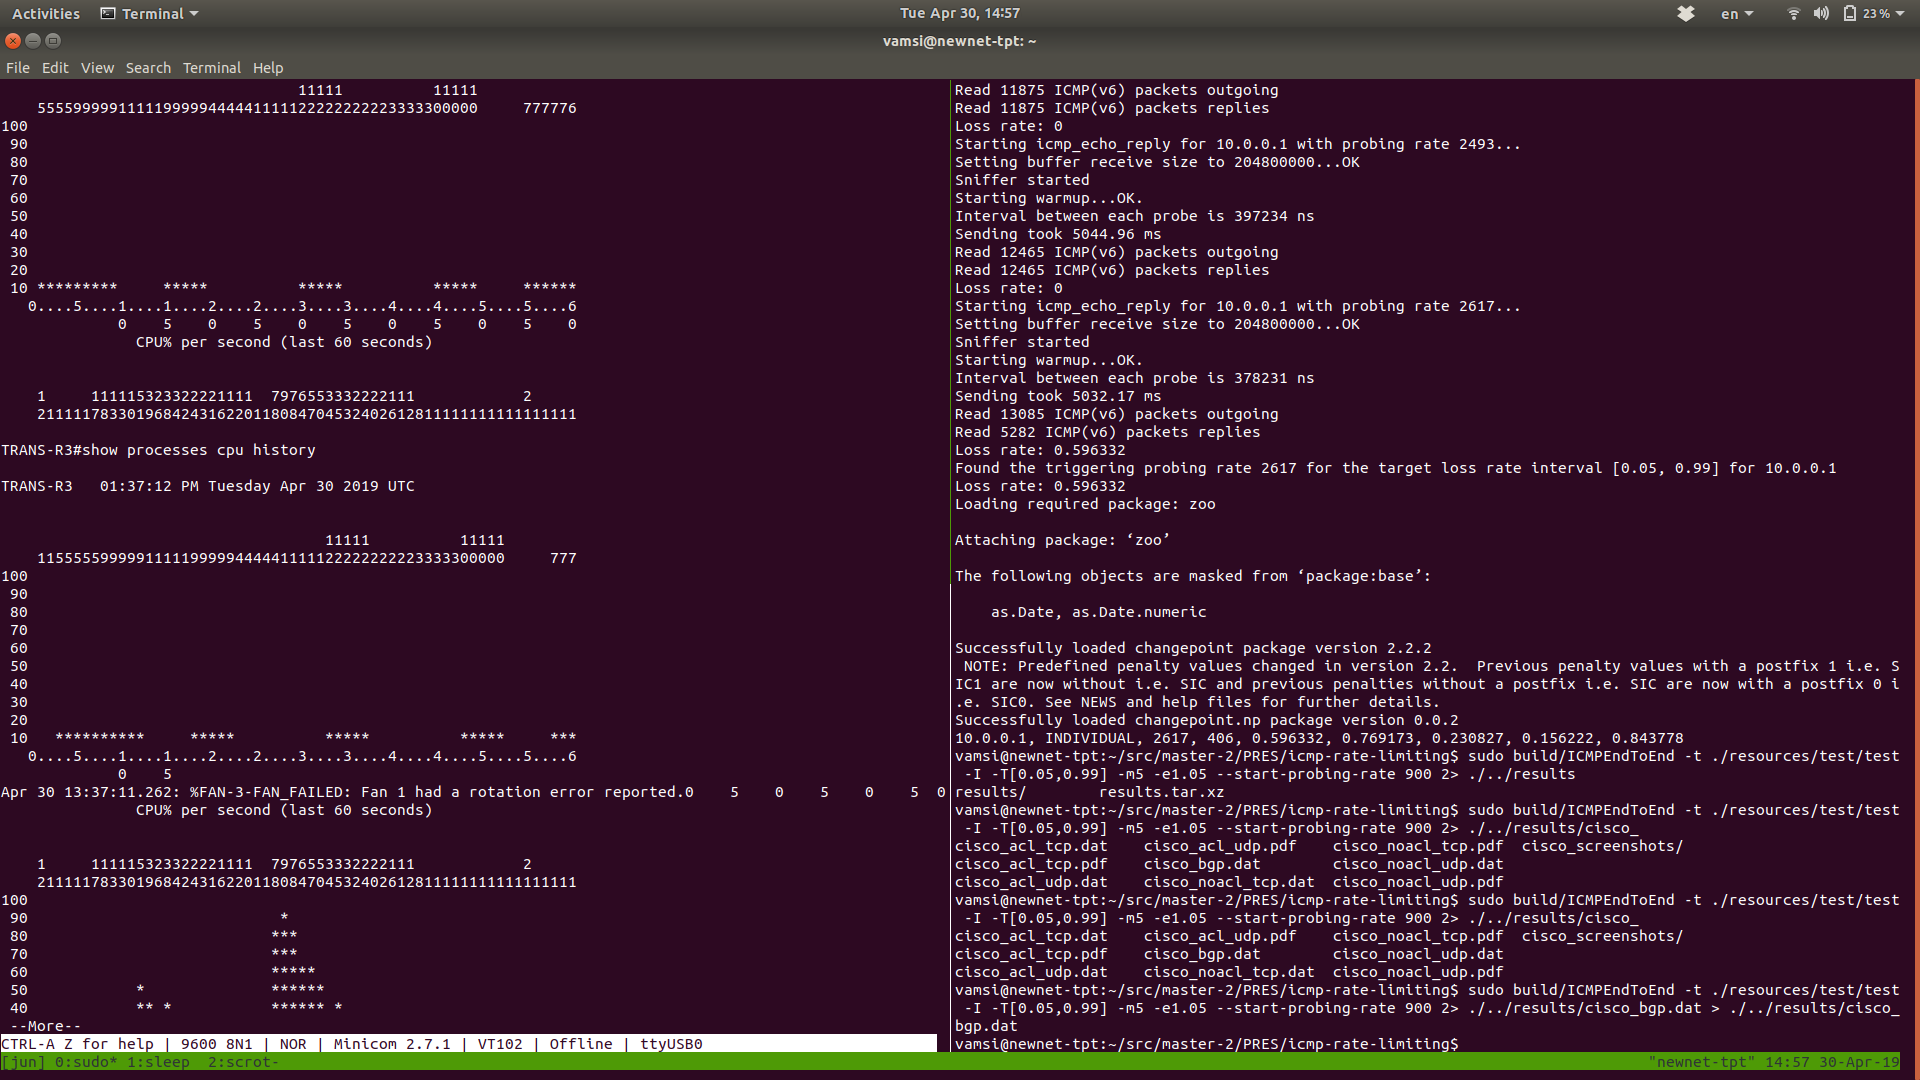 Activities Terminal Tue Apr 30, 14:57 en 23 %
vamsi@newnet-tpt: ~
File Edit View Search Terminal Help
                                 11111          11111
    55559999911111999994444411111222222222223333300000     777776
100
 90
 80
 70
 60
 50
 40
 30
 20
 10 *********     *****          *****          *****     ******
   0....5....1....1....2....2....3....3....4....4....5....5....6
             0    5    0    5    0    5    0    5    0    5    0
               CPU% per second (last 60 seconds)
    1     111115323322221111  7976553332222111            2
    211111783301968424316220118084704532402612811111111111111111
TRANS-R3#show processes cpu history
TRANS-R3   01:37:12 PM Tuesday Apr 30 2019 UTC
                                    11111          11111
    11555559999911111999994444411111222222222223333300000     777
100
 90
 80
 70
 60
 50
 40
 30
 20
 10   **********     *****          *****          *****     ***
   0....5....1....1....2....2....3....3....4....4....5....5....6
             0    5
Apr 30 13:37:11.262: %FAN-3-FAN_FAILED: Fan 1 had a rotation error reported.0    5    0    5    0    5  0
               CPU% per second (last 60 seconds)
    1     111115323322221111  7976553332222111            2
    211111783301968424316220118084704532402612811111111111111111
100
 90                            *
 80                           ***
 70                           ***
 60                           *****
 50            *              ******
 40            ** *           ****** *
 --More--
CTRL-A Z for help | 9600 8N1 | NOR | Minicom 2.7.1 | VT102 | Offline | ttyUSB0
Read 11875 ICMP(v6) packets outgoing
Read 11875 ICMP(v6) packets replies
Loss rate: 0
Starting icmp_echo_reply for 10.0.0.1 with probing rate 2493...
Setting buffer receive size to 204800000...OK
Sniffer started
Starting warmup...OK.
Interval between each probe is 397234 ns
Sending took 5044.96 ms
Read 12465 ICMP(v6) packets outgoing
Read 12465 ICMP(v6) packets replies
Loss rate: 0
Starting icmp_echo_reply for 10.0.0.1 with probing rate 2617...
Setting buffer receive size to 204800000...OK
Sniffer started
Starting warmup...OK.
Interval between each probe is 378231 ns
Sending took 5032.17 ms
Read 13085 ICMP(v6) packets outgoing
Read 5282 ICMP(v6) packets replies
Loss rate: 0.596332
Found the triggering probing rate 2617 for the target loss rate interval [0.05, 0.99] for 10.0.0.1
Loss rate: 0.596332
Loading required package: zoo
Attaching package: ‘zoo’
The following objects are masked from ‘package:base’:
    as.Date, as.Date.numeric
Successfully loaded changepoint package version 2.2.2
 NOTE: Predefined penalty values changed in version 2.2.  Previous penalty values with a postfix 1 i.e. S
IC1 are now without i.e. SIC and previous penalties without a postfix i.e. SIC are now with a postfix 0 i
.e. SIC0. See NEWS and help files for further details.
Successfully loaded changepoint.np package version 0.0.2
10.0.0.1, INDIVIDUAL, 2617, 406, 0.596332, 0.769173, 0.230827, 0.156222, 0.843778
vamsi@newnet-tpt:~/src/master-2/PRES/icmp-rate-limiting$ sudo build/ICMPEndToEnd -t ./resources/test/test
 -I -T[0.05,0.99] -m5 -e1.05 --start-probing-rate 900 2> ./../results
results/        results.tar.xz
vamsi@newnet-tpt:~/src/master-2/PRES/icmp-rate-limiting$ sudo build/ICMPEndToEnd -t ./resources/test/test
 -I -T[0.05,0.99] -m5 -e1.05 --start-probing-rate 900 2> ./../results/cisco_
cisco_acl_tcp.dat    cisco_acl_udp.pdf    cisco_noacl_tcp.pdf  cisco_screenshots/
cisco_acl_tcp.pdf    cisco_bgp.dat        cisco_noacl_udp.dat
cisco_acl_udp.dat    cisco_noacl_tcp.dat  cisco_noacl_udp.pdf
vamsi@newnet-tpt:~/src/master-2/PRES/icmp-rate-limiting$ sudo build/ICMPEndToEnd -t ./resources/test/test
 -I -T[0.05,0.99] -m5 -e1.05 --start-probing-rate 900 2> ./../results/cisco_
cisco_acl_tcp.dat    cisco_acl_udp.pdf    cisco_noacl_tcp.pdf  cisco_screenshots/
cisco_acl_tcp.pdf    cisco_bgp.dat        cisco_noacl_udp.dat
cisco_acl_udp.dat    cisco_noacl_tcp.dat  cisco_noacl_udp.pdf
vamsi@newnet-tpt:~/src/master-2/PRES/icmp-rate-limiting$ sudo build/ICMPEndToEnd -t ./resources/test/test
 -I -T[0.05,0.99] -m5 -e1.05 --start-probing-rate 900 2> ./../results/cisco_bgp.dat > ./../results/cisco_
bgp.dat
vamsi@newnet-tpt:~/src/master-2/PRES/icmp-rate-limiting$
[jun] 0:sudo* 1:sleep  2:scrot- "newnet-tpt" 14:57 30-Apr-19